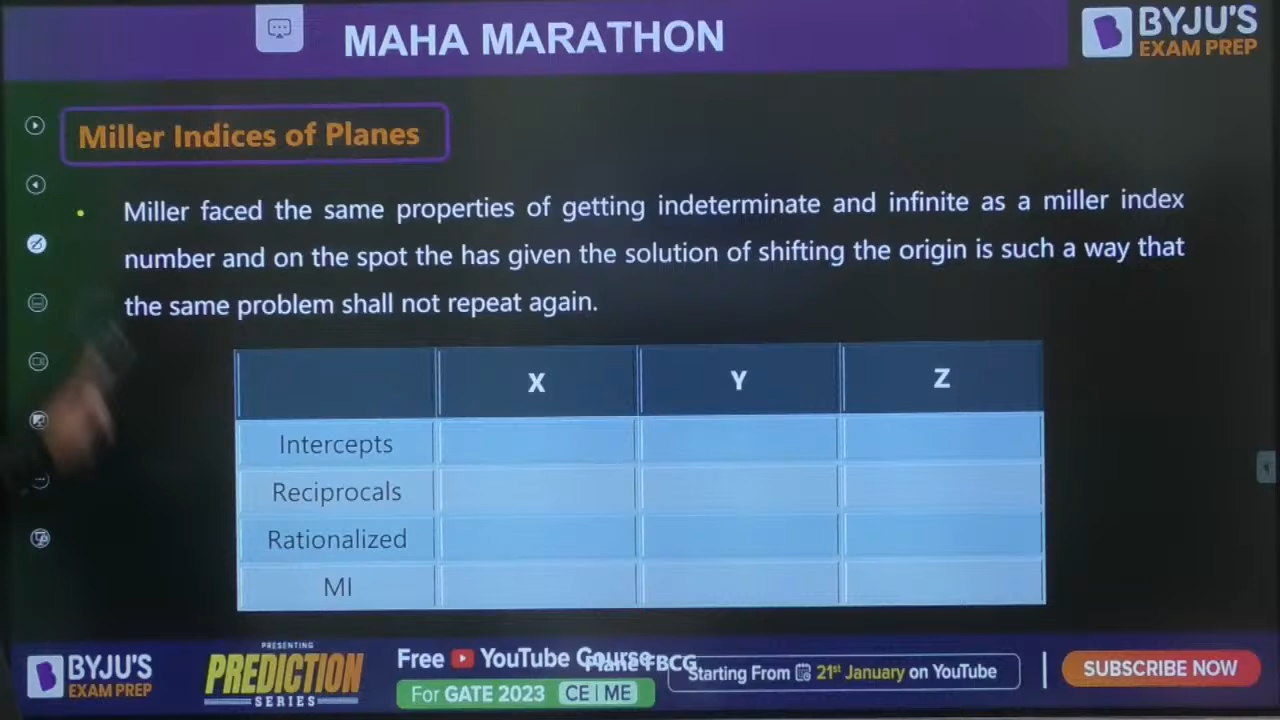 MAHA MARATHON
BYJU'S
EXAM PREP
Miller Indices of Planes
• Miller faced the same properties of getting indeterminate and infinite as a miller index
number and on the spot the has given the solution of shifting the origin is such a way that
the same problem shall not repeat again.
X Y Z
Intercepts
Reciprocals
Rationalized
MI
BYJU'S
EXAM PREP
PRESENTING
PREDICTION
SERIES
Free YouTube Course
For GATE 2023 CE | ME
Plane FBCG
Starting From 21st January on YouTube
SUBSCRIBE NOW